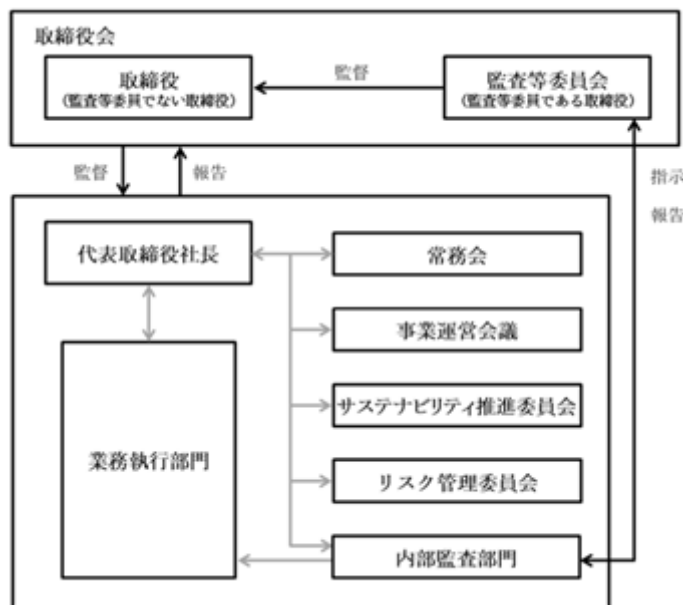 取締役会
取締役
（監査等委員でない取締役）
監督
監査等委員会
（監査等委員である取締役）
監督
報告
指示
報告
代表取締役社長
常務会
事業運営会議
サステナビリティ推進委員会
業務執行部門
リスク管理委員会
内部監査部門